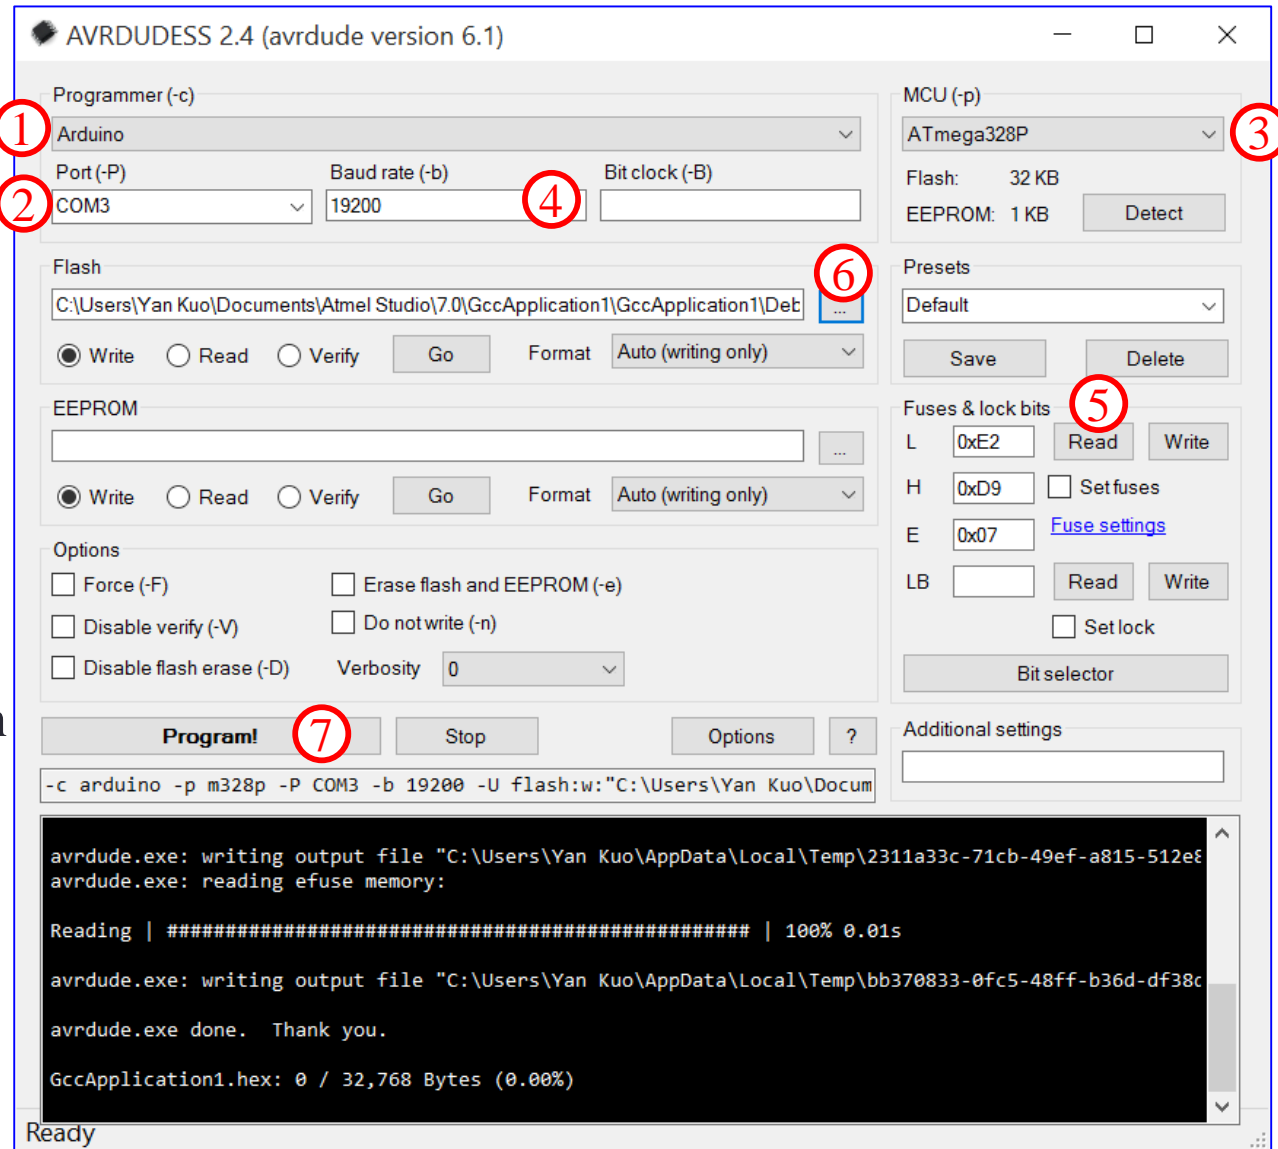 AVRDUDESS 2.4 (avrdude version 6.1)
Programmer (-c)
MCU (-p)
1
Arduino
ATmega328P
3
Port (-P)
Baud rate (-b)
Bit clock (-B)
Flash:
32 KB
2
COM3
19200
4
EEPROM:
1 KB
Detect
Flash
6
Presets
C:\Users\Yan Kuo\Documents\Atmel Studio\7.0\GccApplication1\GccApplication1\Deb
...
Default
Write
Read
Verify
Go
Format
Auto (writing only)
Save
Delete
EEPROM
5
Fuses & lock bits
...
L
0xE2
Read
Write
Write
Read
Verify
Go
Format
Auto (writing only)
H
0xD9
Set fuses
E
0x07
Fuse settings
Options
Force (-F)
Erase flash and EEPROM (-e)
LB
Read
Write
Disable verify (-V)
Do not write (-n)
Set lock
Disable flash erase (-D)
Verbosity
0
Bit selector
n
Program!
7
Stop
Options
?
Additional settings
-c arduino -p m328p -P COM3 -b 19200 -U flash:w:"C:\Users\Yan Kuo\Docum
avrdude.exe: writing output file "C:\Users\Yan Kuo\AppData\Local\Temp\2311a33c-71cb-49ef-a815-512e8
avrdude.exe: reading efuse memory:
Reading | ################################################## | 100% 0.01s
avrdude.exe: writing output file "C:\Users\Yan Kuo\AppData\Local\Temp\bb370833-0fc5-48ff-b36d-df38c
avrdude.exe done.  Thank you.
GccApplication1.hex: 0 / 32,768 Bytes (0.00%)
Ready